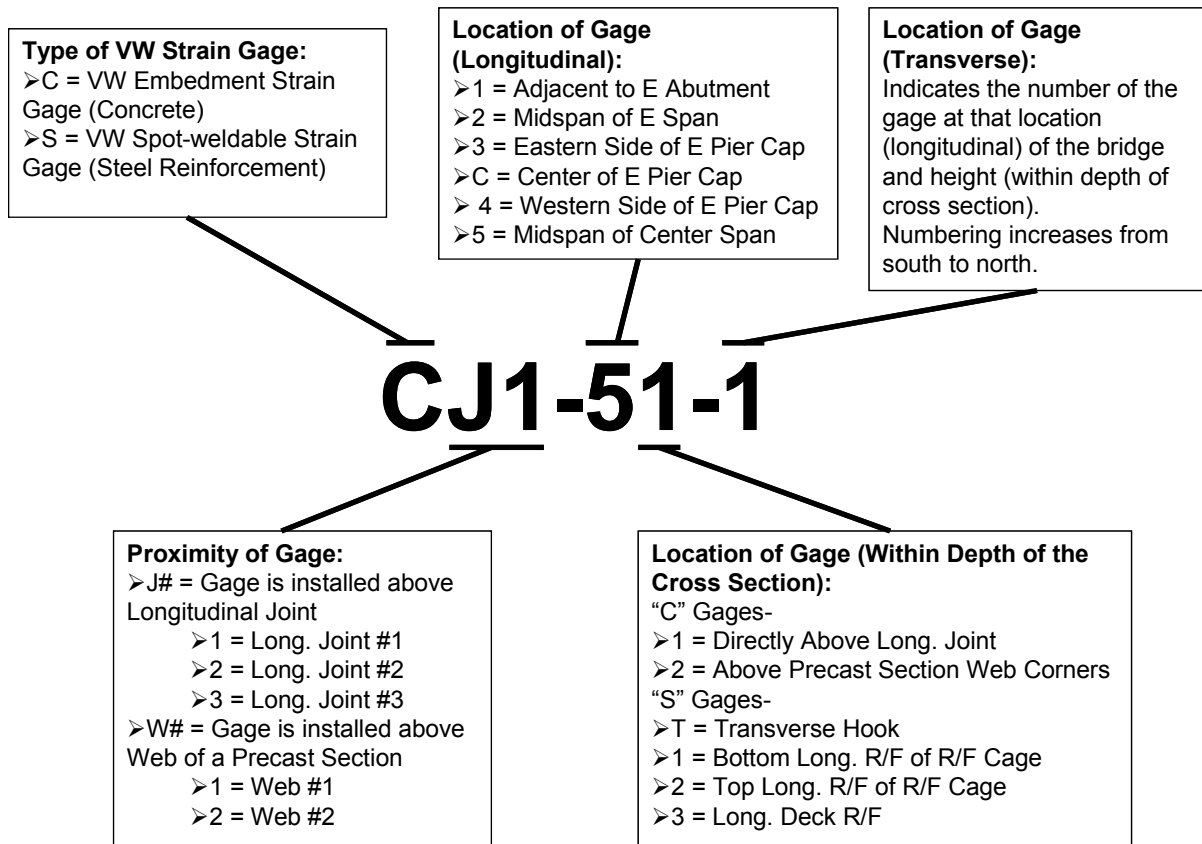 Type of VW Strain Gage:
➢C = VW Embedment Strain
Gage (Concrete)
➢S = VW Spot-weldable Strain
Gage (Steel Reinforcement)
Location of Gage
(Longitudinal):
➢1 = Adjacent to E Abutment
➢2 = Midspan of E Span
➢3 = Eastern Side of E Pier Cap
➢C = Center of E Pier Cap
➢ 4 = Western Side of E Pier Cap
➢5 = Midspan of Center Span
Location of Gage
(Transverse):
Indicates the number of the
gage at that location
(longitudinal) of the bridge
and height (within depth of
cross section).
Numbering increases from
south to north.
CJ1-51-1
Proximity of Gage:
➢J# = Gage is installed above
Longitudinal Joint
➢1 = Long. Joint #1
➢2 = Long. Joint #2
➢3 = Long. Joint #3
➢W# = Gage is installed above
Web of a Precast Section
➢1 = Web #1
➢2 = Web #2
Location of Gage (Within Depth of the
Cross Section):
“C” Gages-
➢1 = Directly Above Long. Joint
➢2 = Above Precast Section Web Corners
“S” Gages-
➢T = Transverse Hook
➢1 = Bottom Long. R/F of R/F Cage
➢2 = Top Long. R/F of R/F Cage
➢3 = Long. Deck R/F